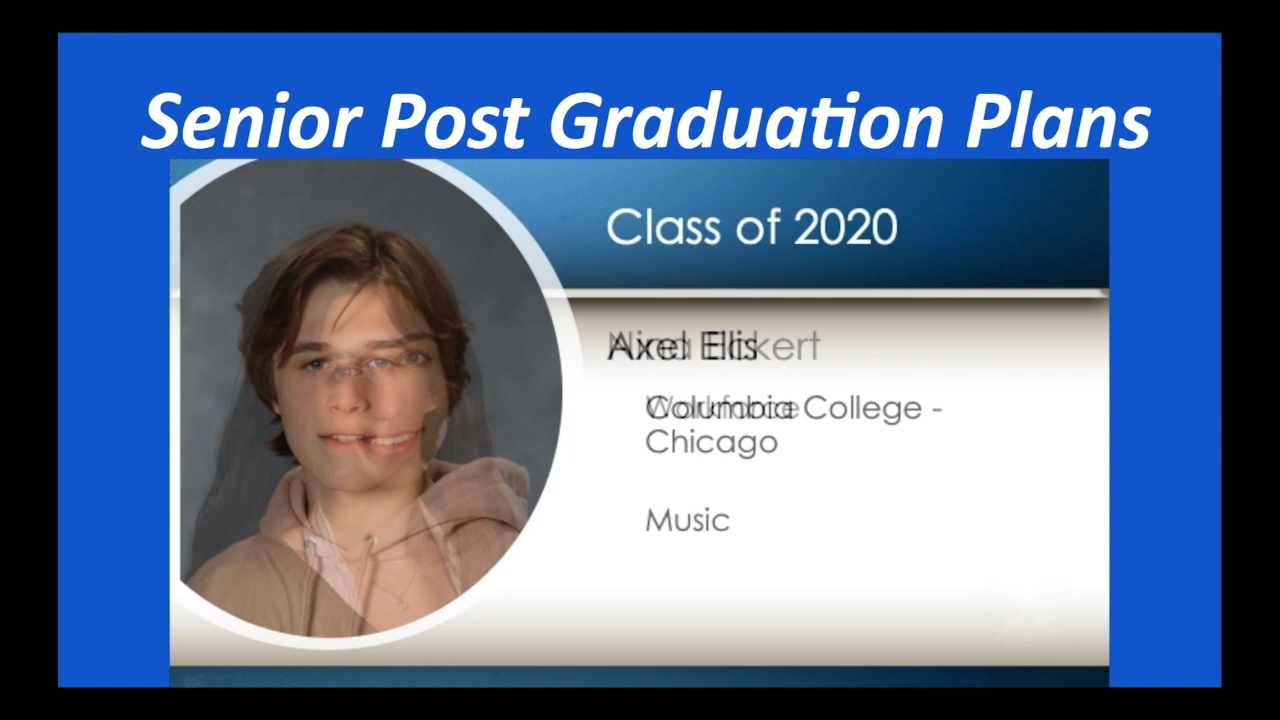 Senior Post Graduation Plans
Class of 2020
Axel Ellis
Columbia College -
Chicago
Music